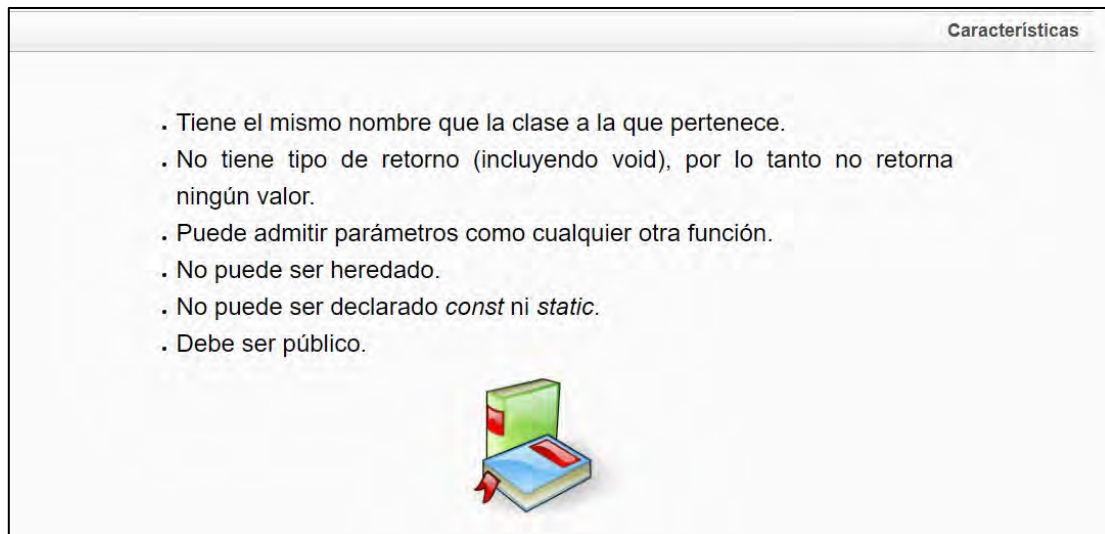 Características
• Tiene el mismo nombre que la clase a la que pertenece.
• No tiene tipo de retorno (incluyendo void), por lo tanto no retorna
ningún valor.
• Puede admitir parámetros como cualquier otra función.
• No puede ser heredado.
• No puede ser declarado const ni static.
• Debe ser público.